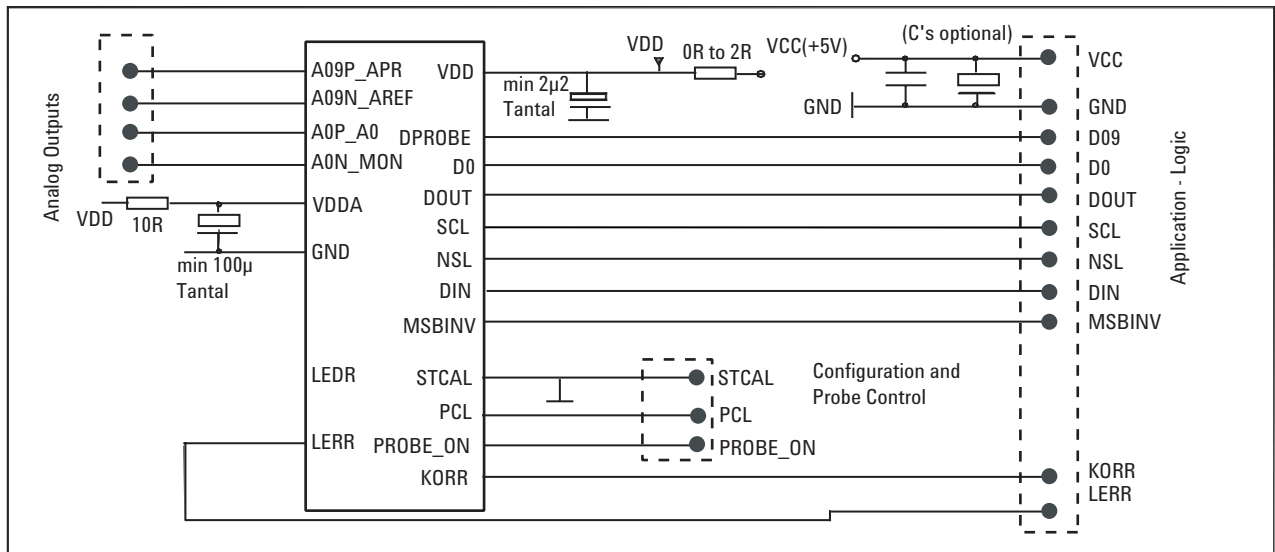 Analog Outputs
A09P_APR
A09N_AREF
A0P_A0
A0N_MON
VDD
10R
VDDA
GND
min 100µ
Tantal
LEDR
LERR
VDD
DPROBE
D0
DOUT
SCL
NSL
DIN
MSBINV
STCAL
PCL
PROBE_ON
KORR
min 2µ2
Tantal
VDD
0R to 2R
VCC(+5V)
(C's optional)
GND
STCAL
PCL
PROBE_ON
Configuration and
Probe Control
VCC
GND
D09
D0
DOUT
SCL
NSL
DIN
MSBINV
KORR
LERR
Application - Logic